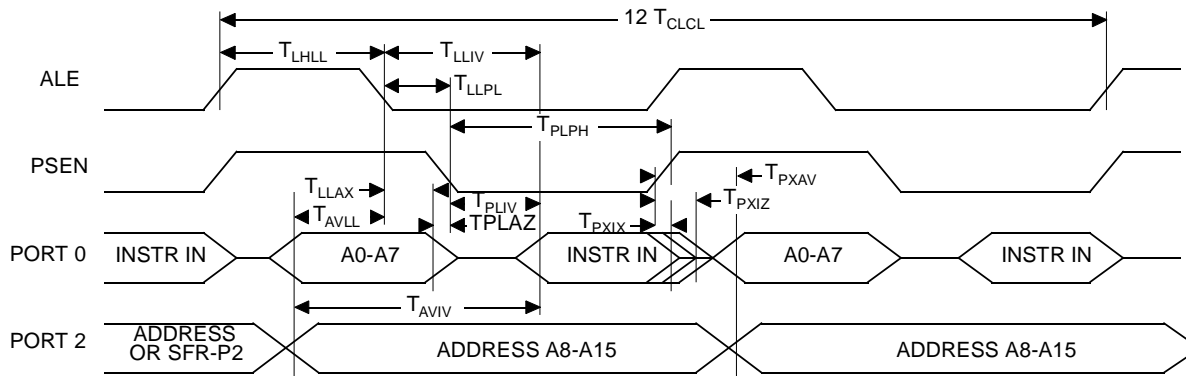 12 TCLCL
TLHLL TLLIV
ALE
TLLPL
TPLPH
PSEN
TLLAX TPLIV TPXAV
TAVLL TPLAZ TPXIX TPXIZ
PORT 0 INSTR IN A0-A7 INSTR IN A0-A7 INSTR IN
TAVIV
PORT 2 ADDRESS OR SFR-P2 ADDRESS A8-A15 ADDRESS A8-A15